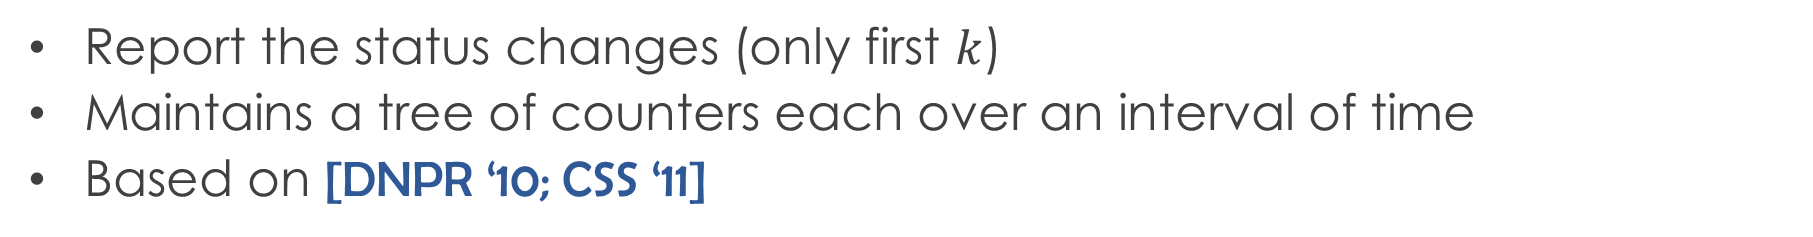 • Report the status changes (only first k)
• Maintains a tree of counters each over an interval of time
• Based on [DNPR ‘10; CSS ‘11]